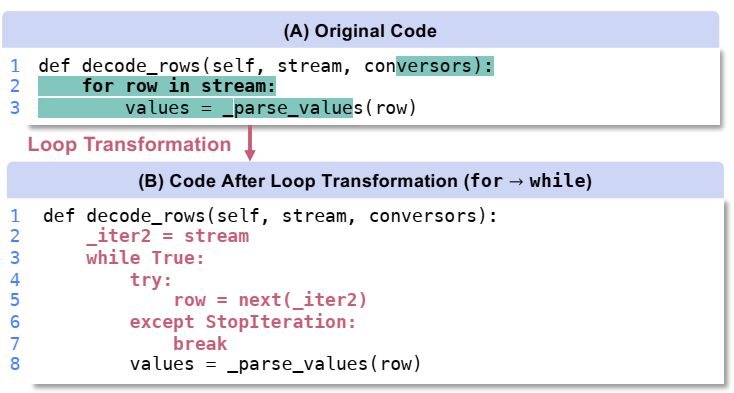 (A) Original Code
1 def decode_rows(self, stream, conversors):
2     for row in stream:
3         values = _parse_values(row)
Loop Transformation
(B) Code After Loop Transformation (for → while)
1 def decode_rows(self, stream, conversors):
2     _iter2 = stream
3     while True:
4         try:
5             row = next(_iter2)
6         except StopIteration:
7             break
8         values = _parse_values(row)